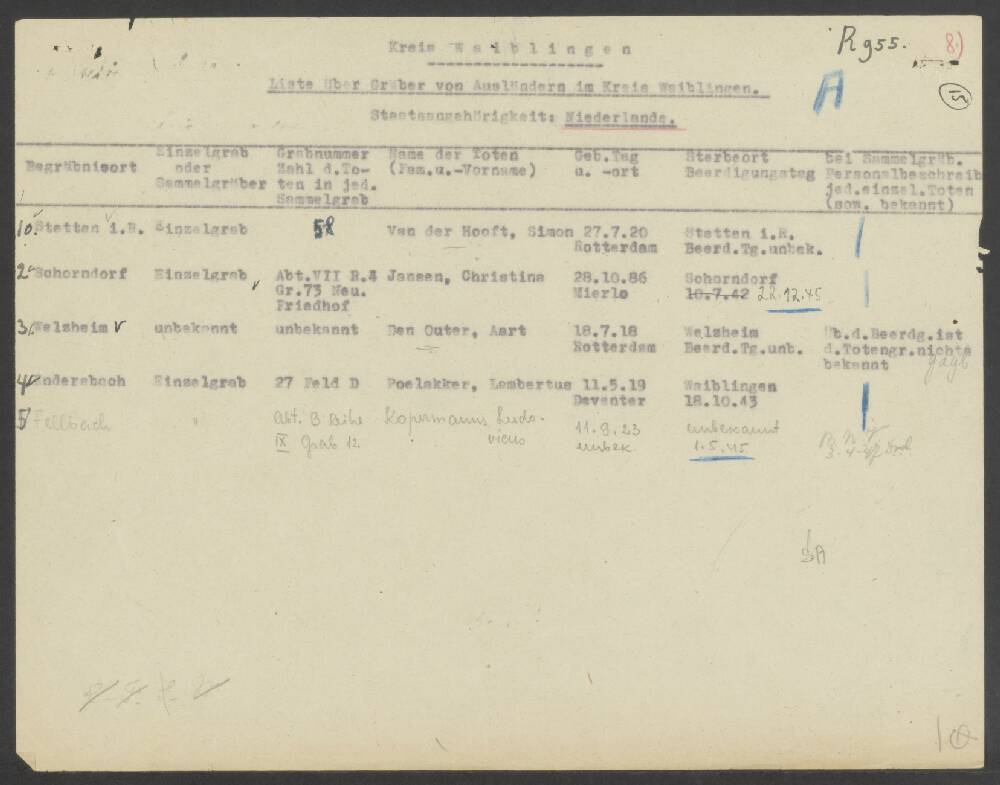 Kreis Waiblingen
R955.
8.)
A
Liste über Gräber von Ausländern im Kreis Waiblingen.
Staatsangehörigkeit: Niederlande.
Begräbnisort Einzelgrab oder Sammelgräber Grabnummer Zahl d.To-ten in jed. Sammelgrab Name der Toten (Fam.u.-Vorname) Geb.Tag u. -ort Sterbeort Beerdigungstag bei Sammelgräb. Personalbeschreib jed.einzel.Toten (sow. bekannt)
1. Stetten i.R. Einzelgrab 58 Van der Hooft, Simon 27.7.20 Stetten i.R.
Rotterdam Beerd.Tg.unbek.
2. Schorndorf Einzelgrab Abt.VII R.4 Jansen, Christina 28.10.86 Schorndorf
Gr.73 Neu. Mierlo 10.7.42 22.12.45
Friedhof
3. Welzheim unbekannt unbekannt Den Outer, Aart 18.7.18 Welzheim Üb.d.Beerdg.ist
Rotterdam Beerd.Tg.unb. d.Totengr.nichts
bekannt
4. Endersbach Einzelgrab 27 Feld D Poelakker, Lambertus 11.5.19 Waiblingen
Deventer 18.10.43
5. Fellbach " Abt. B Reihe Kopermanns Ludo- 11.9.23 unbekannt
IX Grab 12 vicus unbek. 1.5.45